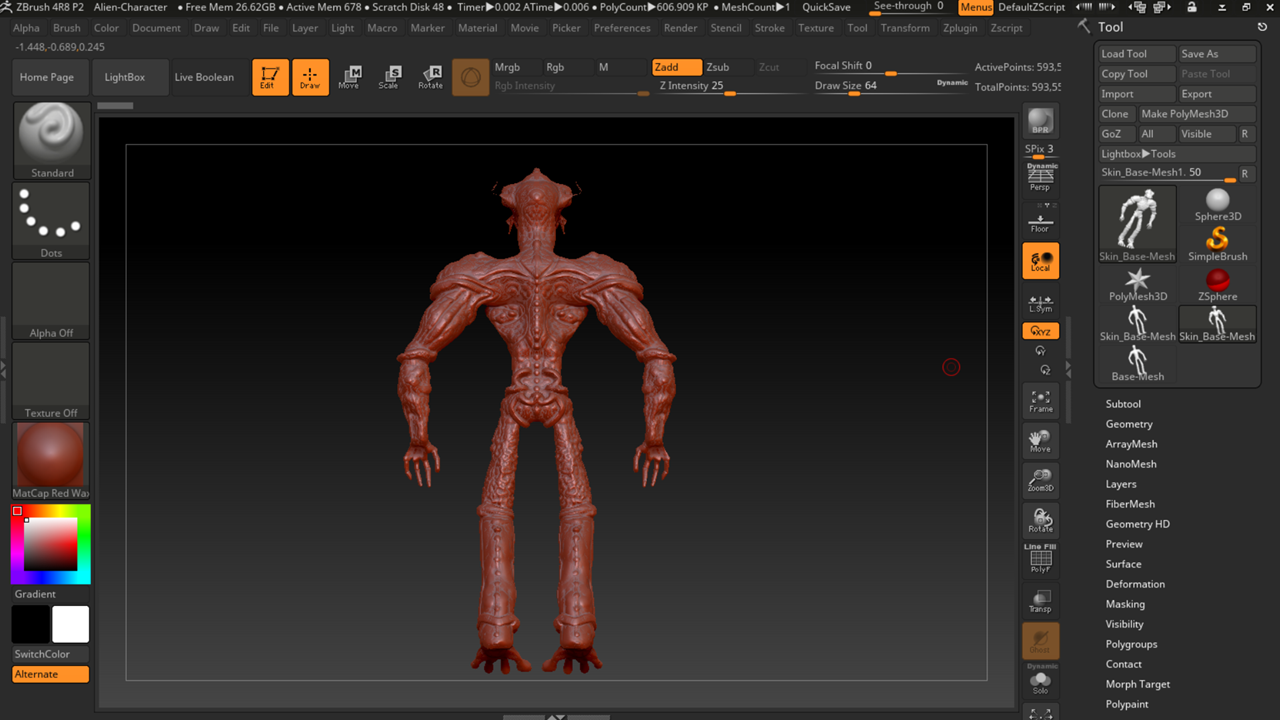 ZBrush 4R8 P2 Alien-Character ● Free Mem 26.62GB ● Active Mem 678 ● Scratch Disk 48 ● Timer▶0.002 ATime▶0.006 ● PolyCount▶606.909 KP ● MeshCount▶1 QuickSave See-through 0 Menus DefaultZScript
Alpha Brush Color Document Draw Edit File Layer Light Macro Marker Material Movie Picker Preferences Render Stencil Stroke Texture Tool Transform Zplugin Zscript
-1.448,-0.689,0.245
Home Page LightBox Live Boolean Edit Draw Move Scale Rotate
M S R
Mrgb Rgb M Zadd Zsub Zcut Focal Shift 0 ActivePoints: 593,5
Rgb Intensity Z Intensity 25 Draw Size 64 Dynamic TotalPoints: 593,55
Standard
Dots
Alpha Off
Texture Off
MatCap Red Wax
Gradient
SwitchColor
Alternate
BPR
SPix 3
Dynamic
Persp
Floor
Local
L.Sym
XYZ
Y
Z
Frame
Move
Zoom3D
Rotate
Line Fill
PolyF
Transp
Ghost
Dynamic
Solo
Tool
Load Tool Save As
Copy Tool Paste Tool
Import Export
Clone Make PolyMesh3D
GoZ All Visible R
Lightbox▶Tools
Skin_Base-Mesh1. 50 R
Skin_Base-Mesh Sphere3D
SimpleBrush
PolyMesh3D ZSphere
Skin_Base-Mesh Skin_Base-Mesh
Base-Mesh
Subtool
Geometry
ArrayMesh
NanoMesh
Layers
FiberMesh
Geometry HD
Preview
Surface
Deformation
Masking
Visibility
Polygroups
Contact
Morph Target
Polypaint